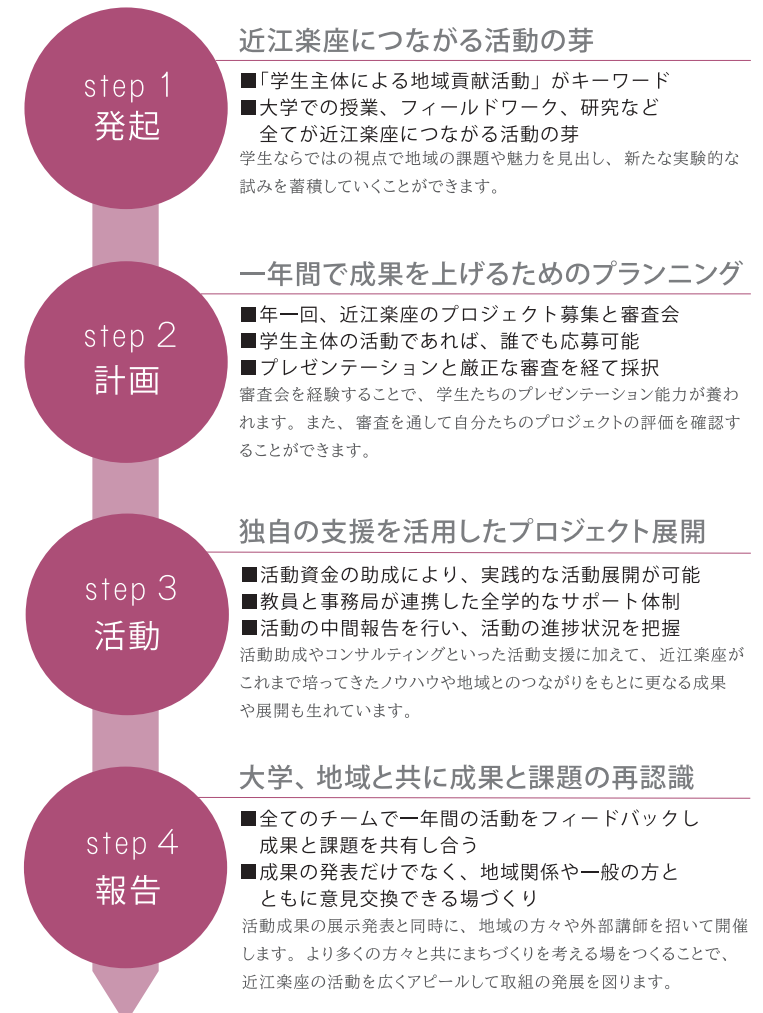 step 1
発起
近江楽座につながる活動の芽
■「学生主体による地域貢献活動」がキーワード
■大学での授業、フィールドワーク、研究など
全てが近江楽座につながる活動の芽
学生ならではの視点で地域の課題や魅力を見出し、新たな実験的な
試みを蓄積していくことができます。
step 2
計画
一年間で成果を上げるためのプランニング
■年一回、近江楽座のプロジェクト募集と審査会
■学生主体の活動であれば、誰でも応募可能
■プレゼンテーションと厳正な審査を経て採択
審査会を経験することで、学生たちのプレゼンテーション能力が養わ
れます。また、審査を通して自分たちのプロジェクトの評価を確認す
ることができます。
step 3
活動
独自の支援を活用したプロジェクト展開
■活動資金の助成により、実践的な活動展開が可能
■教員と事務局が連携した全学的なサポート体制
■活動の中間報告を行い、活動の進捗状況を把握
活動助成やコンサルティングといった活動支援に加えて、近江楽座が
これまで培ってきたノウハウや地域とのつながりをもとに更なる成果
や展開も生れています。
step 4
報告
大学、地域と共に成果と課題の再認識
■全てのチームで一年間の活動をフィードバックし
成果と課題を共有し合う
■成果の発表だけでなく、地域関係や一般の方と
ともに意見交換できる場づくり
活動成果の展示発表と同時に、地域の方々や外部講師を招いて開催
します。より多くの方々と共にまちづくりを考える場をつくることで、
近江楽座の活動を広くアピールして取組の発展を図ります。